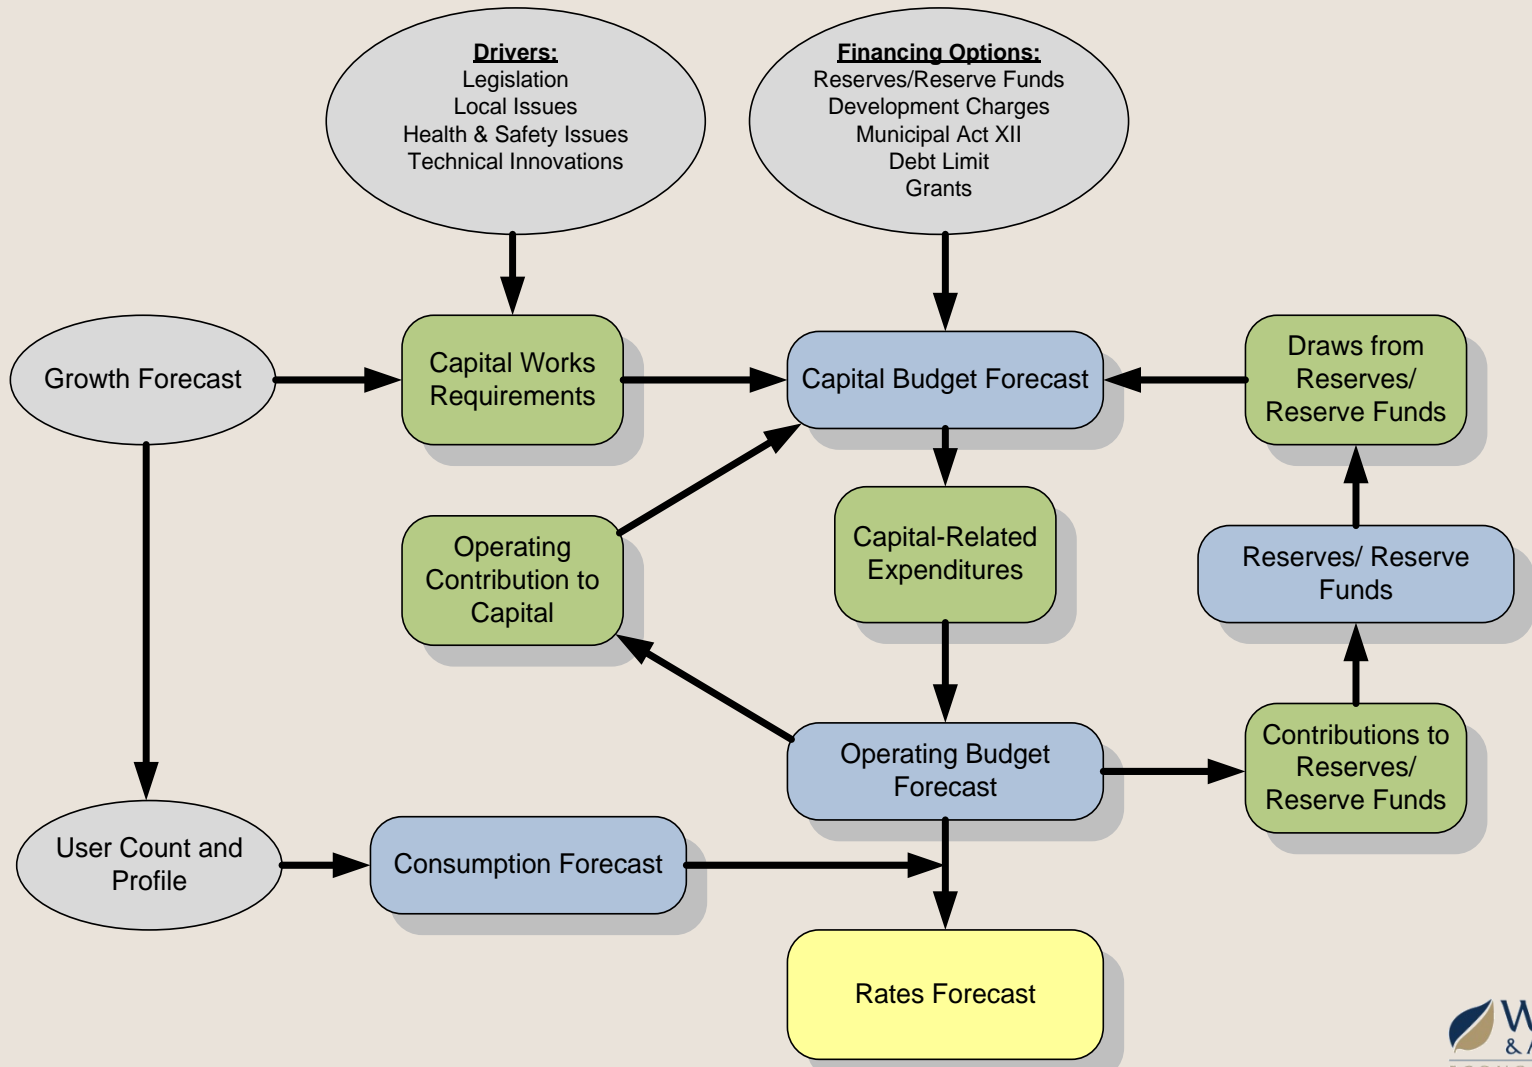 Drivers:
Legislation
Local Issues
Health & Safety Issues
Technical Innovations
Financing Options:
Reserves/Reserve Funds
Development Charges
Municipal Act XII
Debt Limit
Grants
Growth Forecast
Capital Works
Requirements
Capital Budget Forecast
Draws from
Reserves/
Reserve Funds
Operating
Contribution to
Capital
Capital-Related
Expenditures
Reserves/ Reserve
Funds
Operating Budget
Forecast
Contributions to
Reserves/
Reserve Funds
User Count and
Profile
Consumption Forecast
Rates Forecast